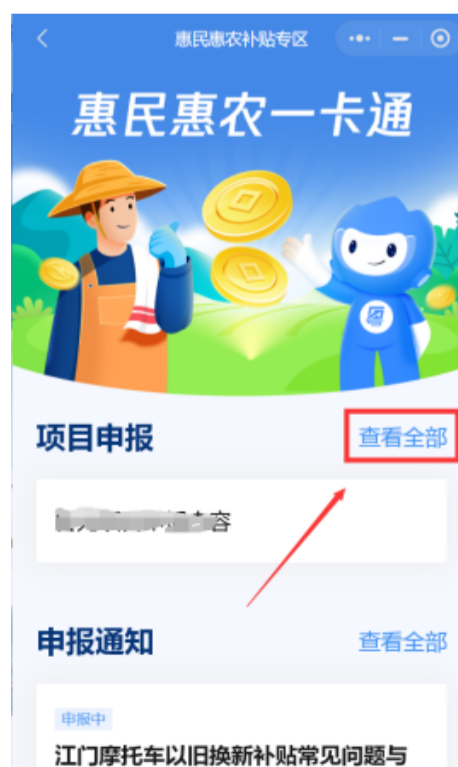 惠民惠农补贴专区
惠民惠农一卡通
项目申报
查看全部
容
申报通知
查看全部
申报中
江门摩托车以旧换新补贴常见问题与